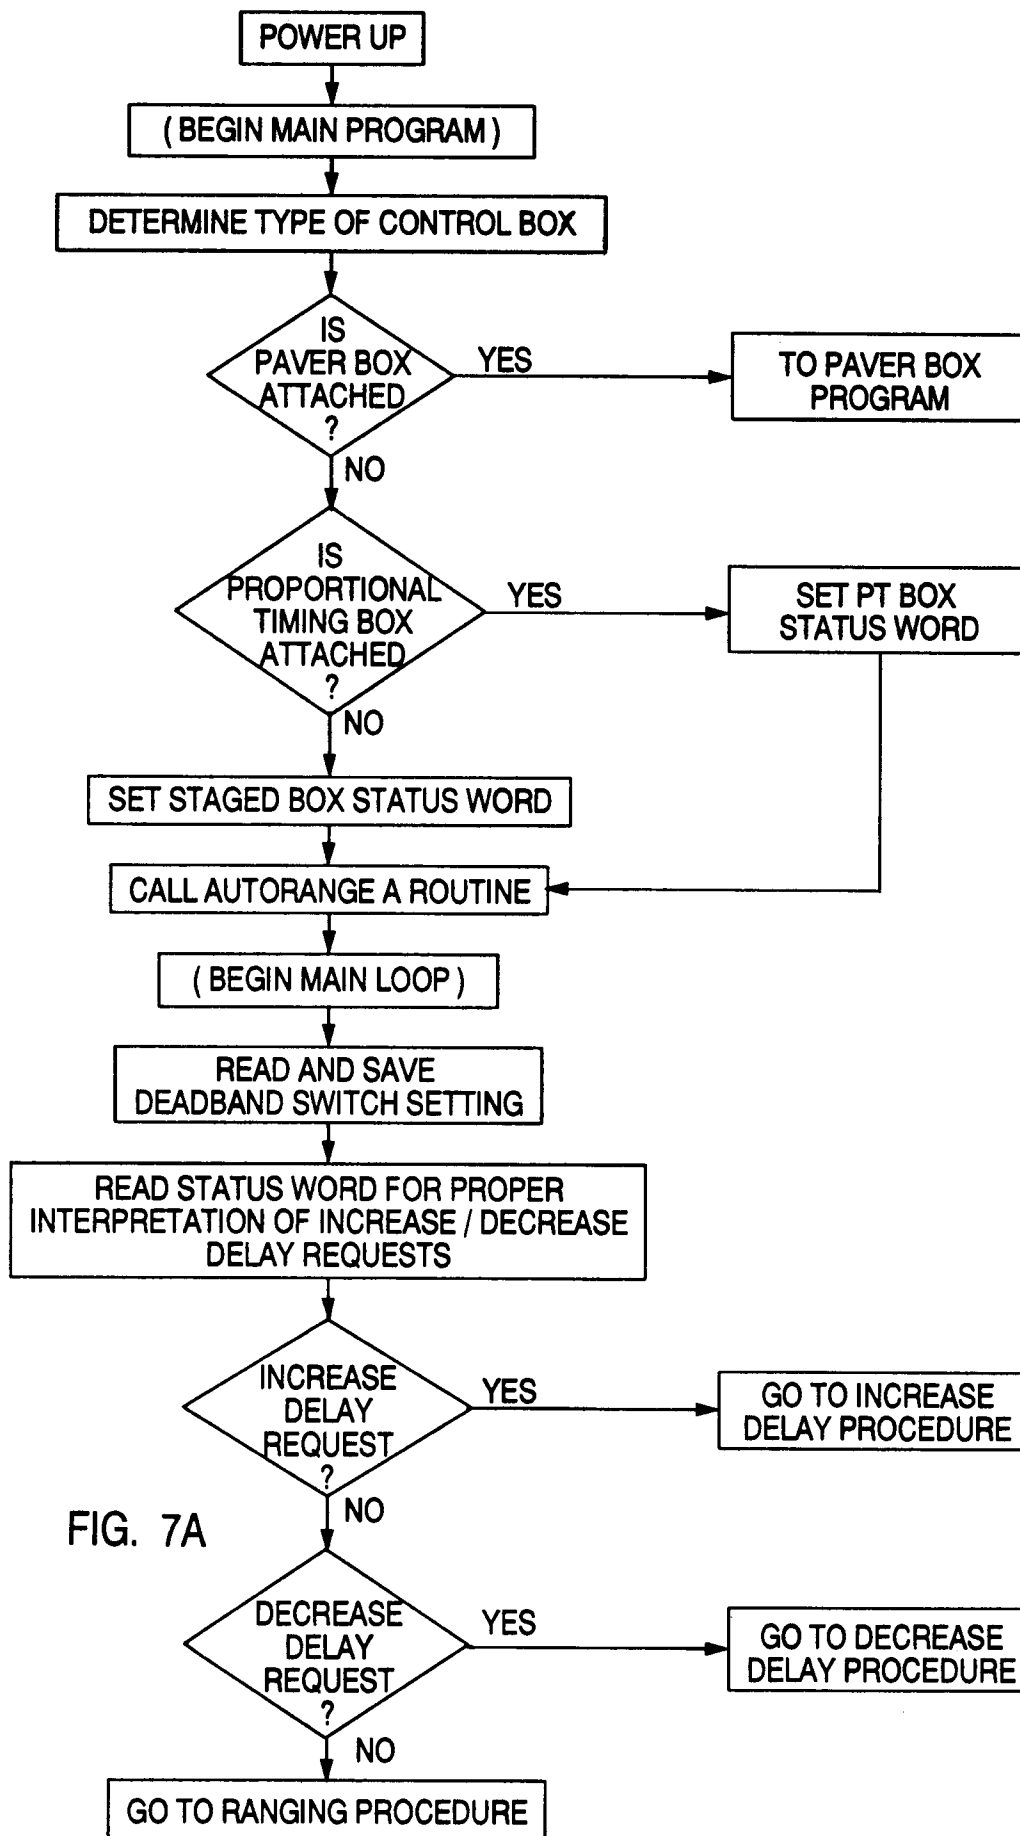 POWER UP
( BEGIN MAIN PROGRAM )
DETERMINE TYPE OF CONTROL BOX
IS
PAVER BOX
ATTACHED
?
YES
TO PAVER BOX
PROGRAM
NO
IS
PROPORTIONAL
TIMING BOX
ATTACHED
?
YES
SET PT BOX
STATUS WORD
NO
SET STAGED BOX STATUS WORD
CALL AUTORANGE A ROUTINE
( BEGIN MAIN LOOP )
READ AND SAVE
DEADBAND SWITCH SETTING
READ STATUS WORD FOR PROPER
INTERPRETATION OF INCREASE / DECREASE
DELAY REQUESTS
INCREASE
DELAY
REQUEST
?
YES
GO TO INCREASE
DELAY PROCEDURE
NO
FIG. 7A
DECREASE
DELAY
REQUEST
?
YES
GO TO DECREASE
DELAY PROCEDURE
NO
GO TO RANGING PROCEDURE